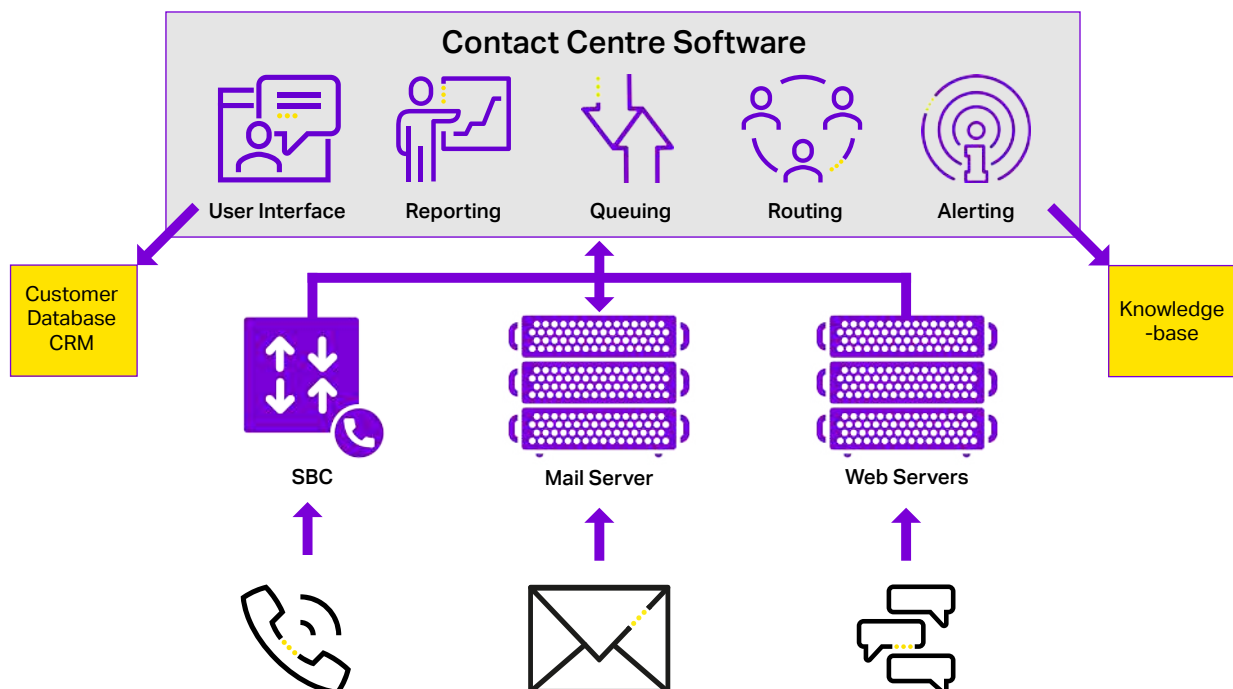 Contact Centre Software
User Interface
Reporting
Queuing
Routing
Alerting
Customer
Database
CRM
Knowledge
-base
SBC
Mail Server
Web Servers